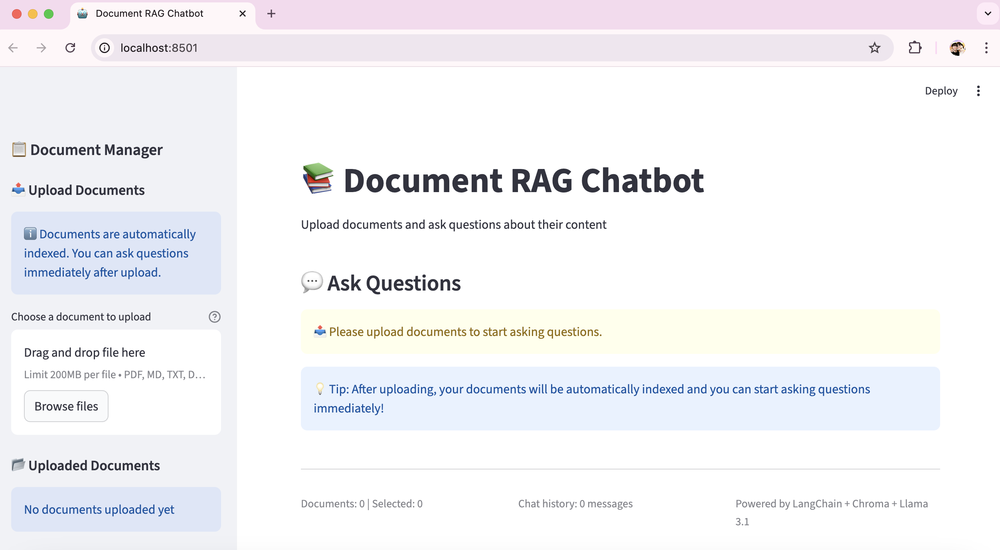 Document RAG Chatbot
localhost:8501
Deploy
📋 Document Manager
📤 Upload Documents
ℹ️ Documents are automatically
indexed. You can ask questions
immediately after upload.
Choose a document to upload
Drag and drop file here
Limit 200MB per file • PDF, MD, TXT, D…
Browse files
📂 Uploaded Documents
No documents uploaded yet
📚 Document RAG Chatbot
Upload documents and ask questions about their content
💬 Ask Questions
📤 Please upload documents to start asking questions.
💡 Tip: After uploading, your documents will be automatically indexed and you can start asking questions
immediately!
Documents: 0 | Selected: 0
Chat history: 0 messages
Powered by LangChain + Chroma + Llama
3.1